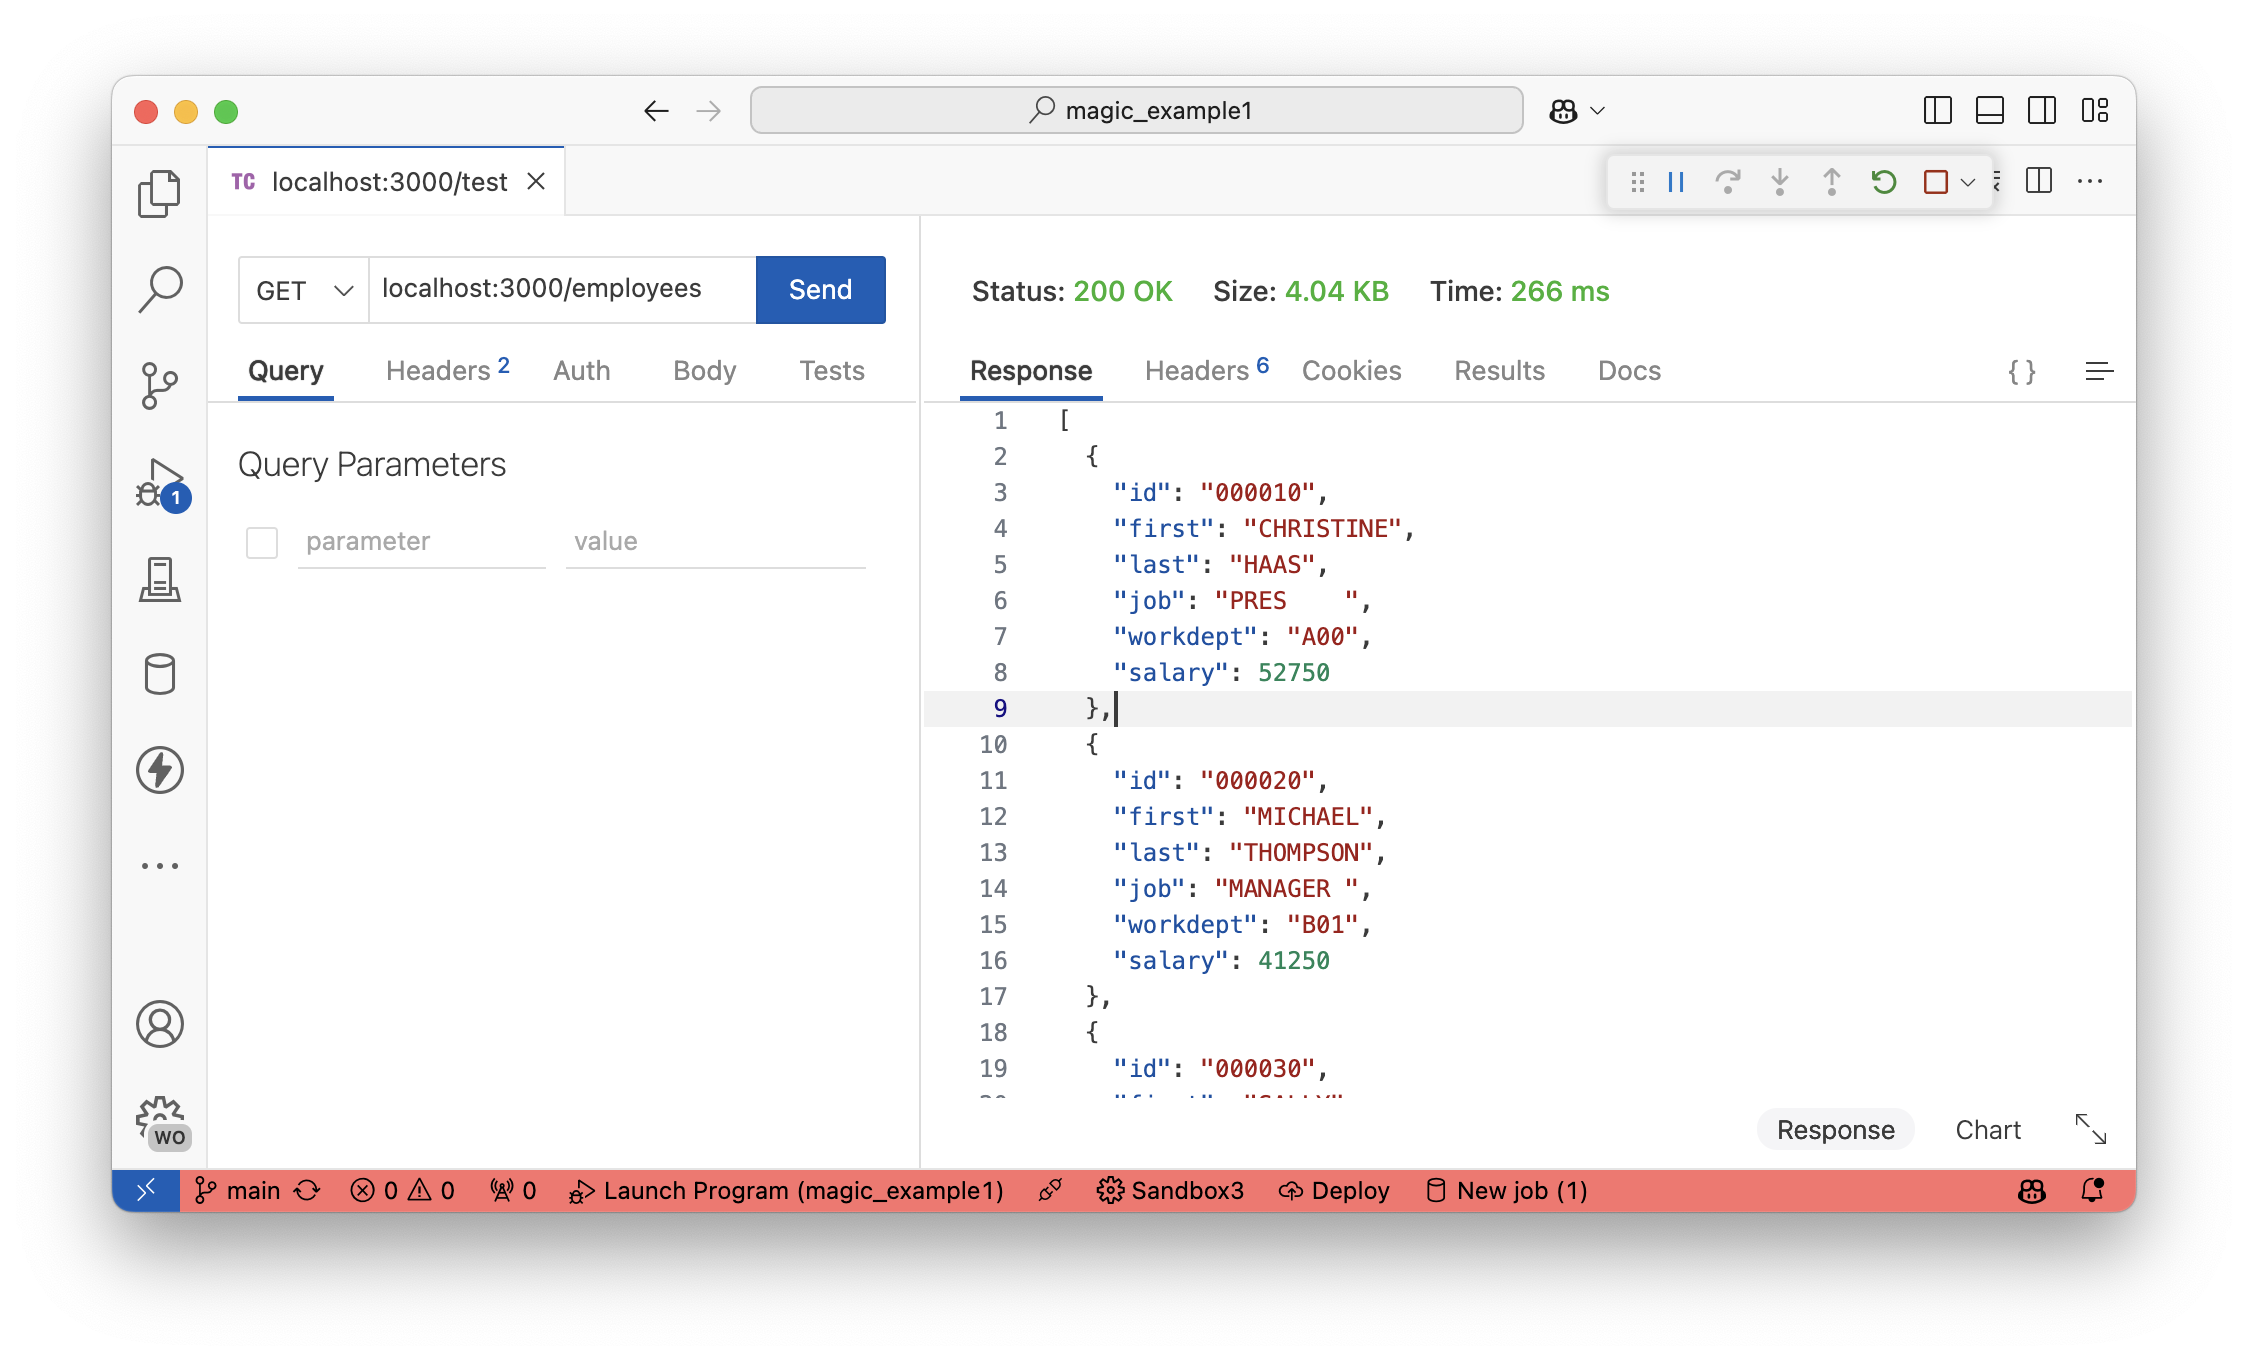 magic_example1
TC localhost:3000/test
GET localhost:3000/employees Send
Query Headers 2 Auth Body Tests
Query Parameters
parameter value
1
WO
Status: 200 OK Size: 4.04 KB Time: 266 ms
Response Headers 6 Cookies Results Docs { }
1 [
2 {
3 "id": "000010",
4 "first": "CHRISTINE",
5 "last": "HAAS",
6 "job": "PRES    ",
7 "workdept": "A00",
8 "salary": 52750
9 },
10 {
11 "id": "000020",
12 "first": "MICHAEL",
13 "last": "THOMPSON",
14 "job": "MANAGER ",
15 "workdept": "B01",
16 "salary": 41250
17 },
18 {
19 "id": "000030",
20 "first": "SALLY"
Response Chart
main 0 0 0 Launch Program (magic_example1) Sandbox3 Deploy New job (1)